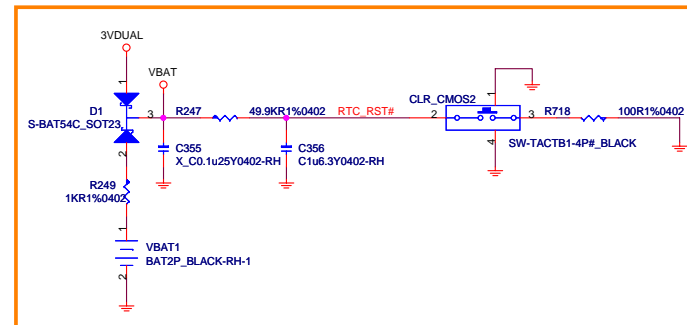 3VDUAL
VBAT
1
D1
S-BAT54C_SOT23
3
2
R247
49.9KR1%0402
RTC_RST#
CLR_CMOS2
1
2
3
4
R718
100R1%0402
SW-TACTB1-4P#_BLACK
C355
X_C0.1u25Y0402-RH
C356
C1u6.3Y0402-RH
R249
1KR1%0402
1
VBAT1
BAT2P_BLACK-RH-1
2